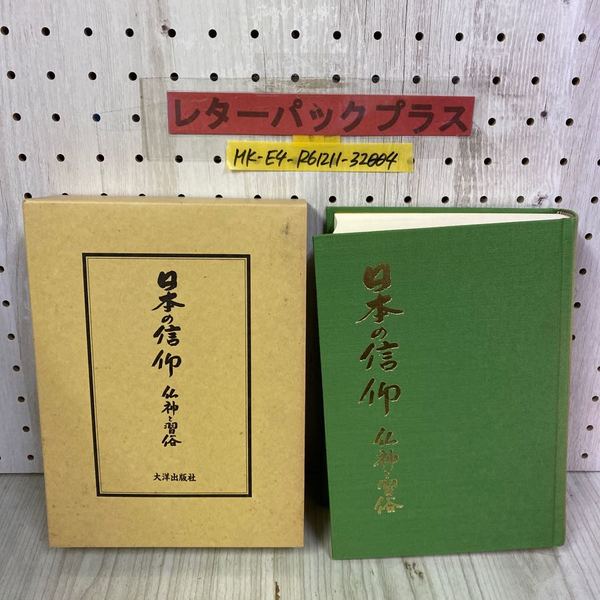 レターパックプラス
MK-E4-R61211-32004
日本の信仰
仏神と習俗
大洋出版社
日本の信仰
仏神と習俗